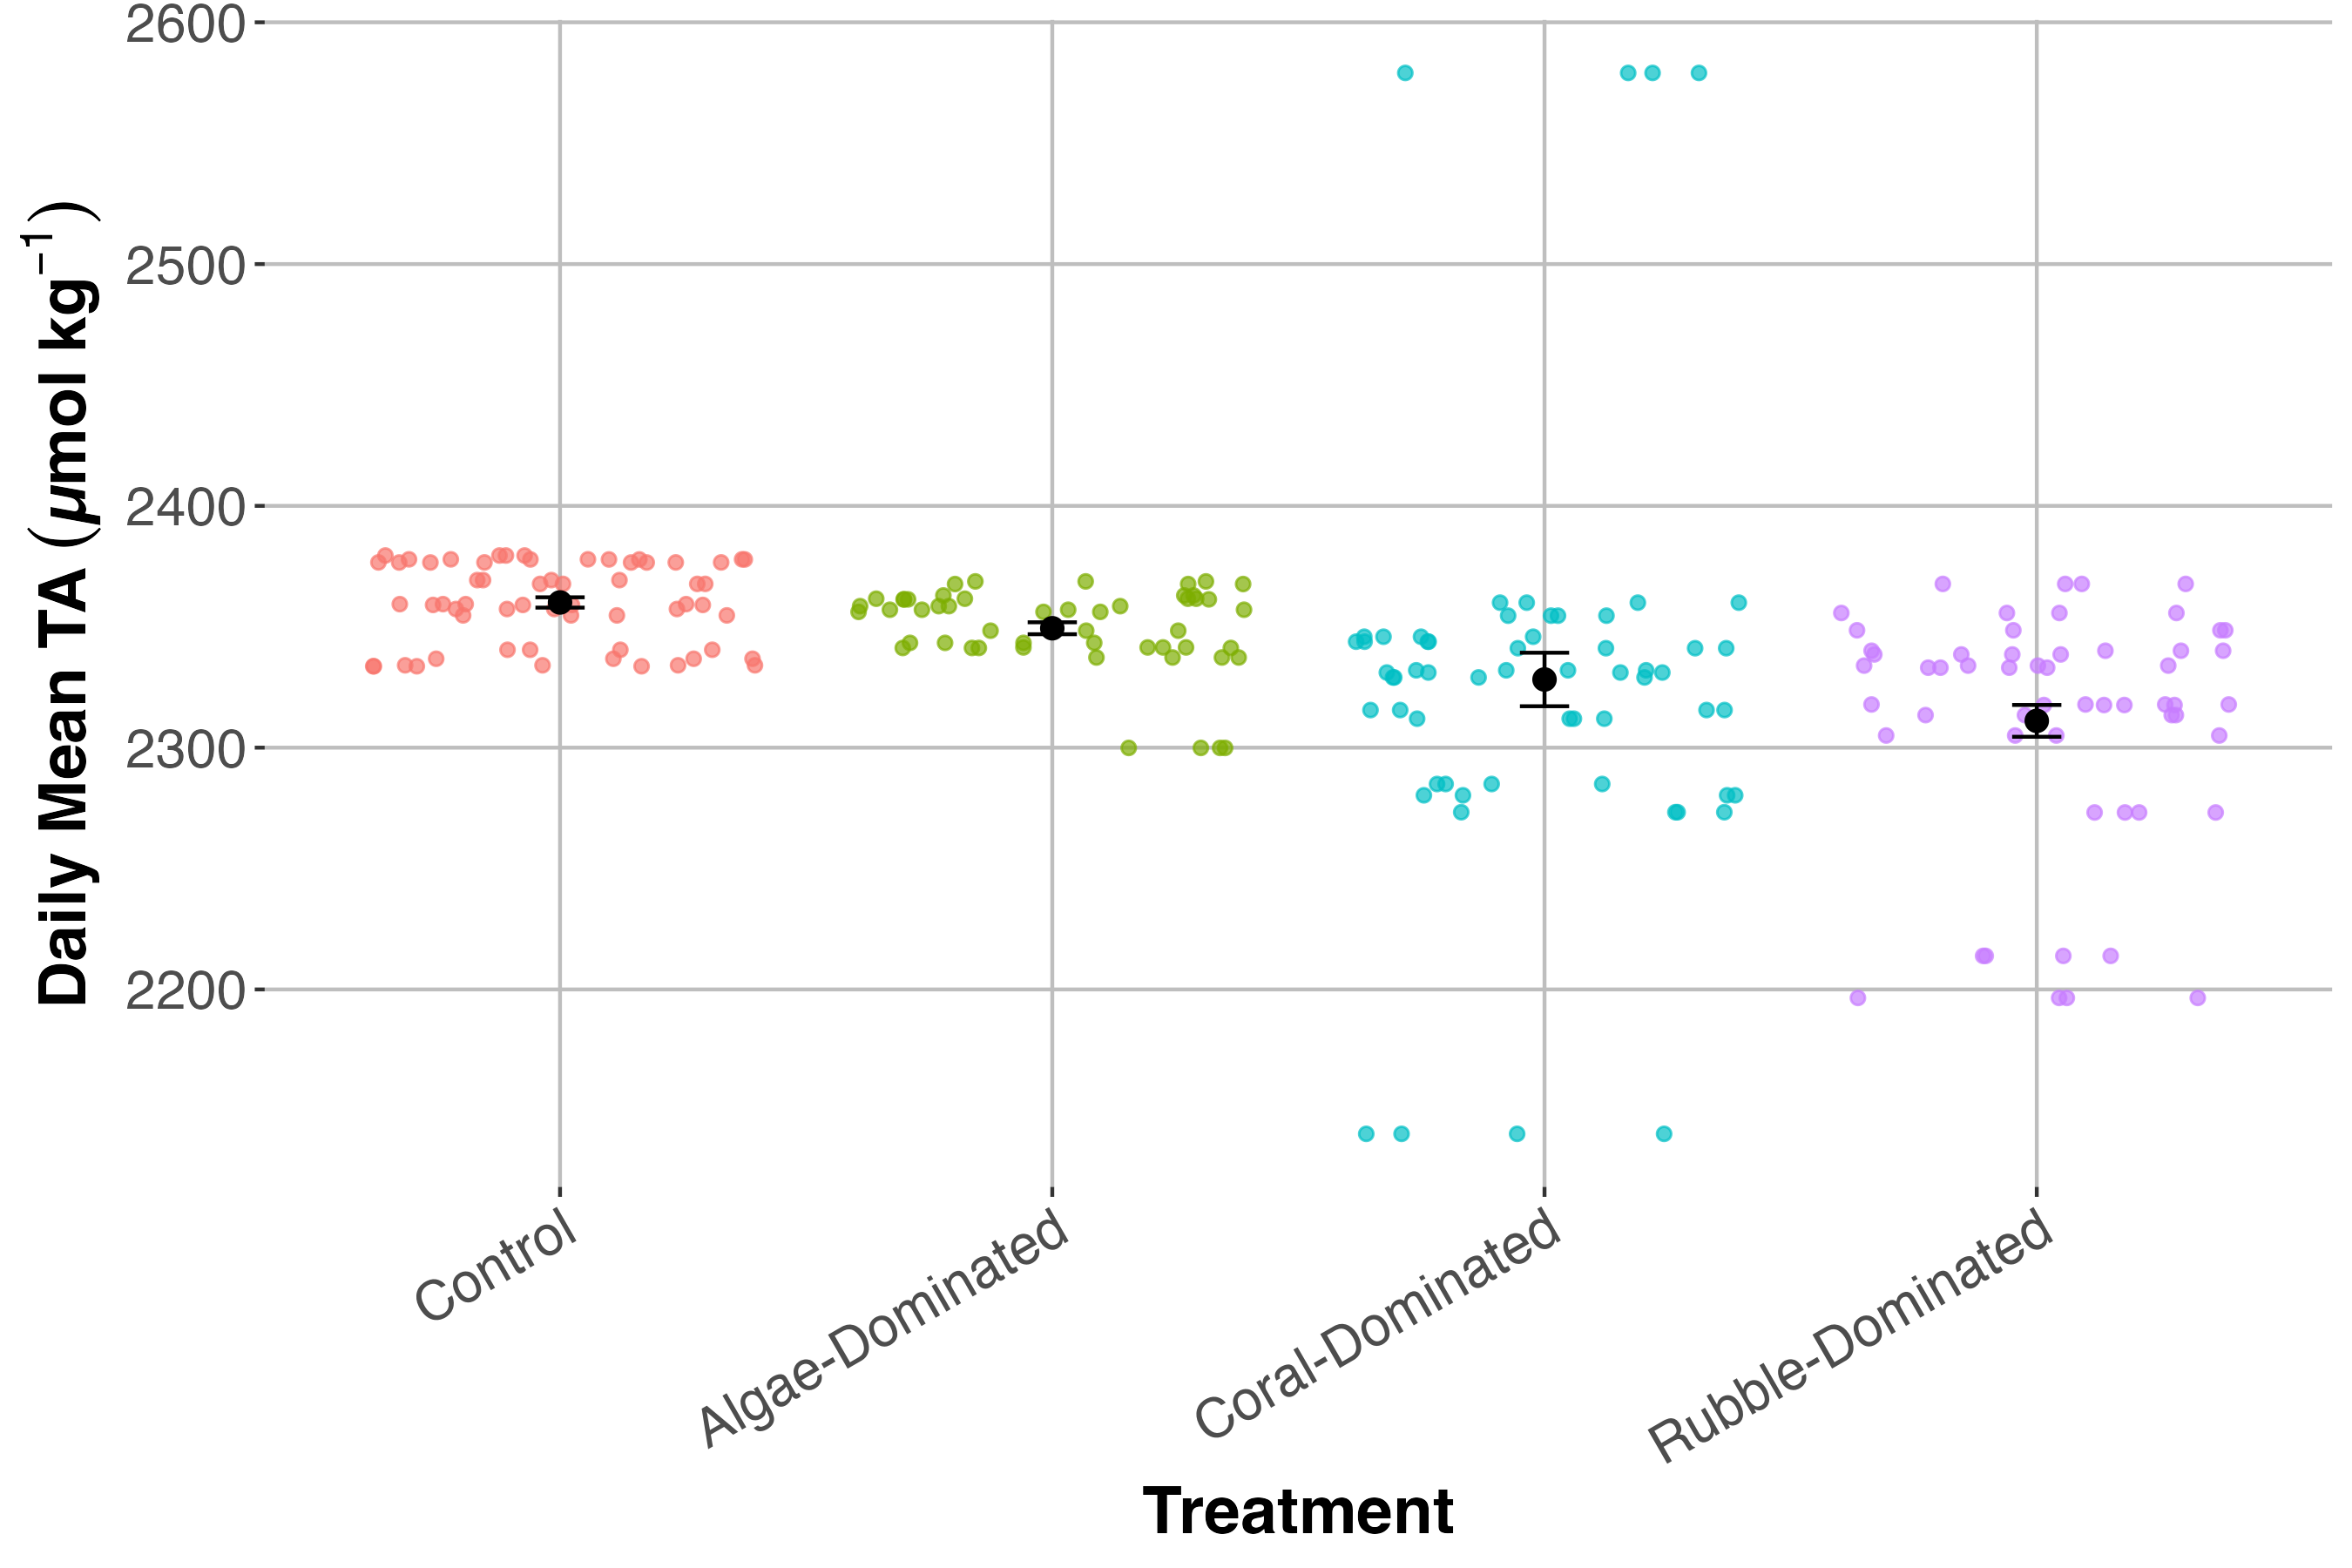 Daily Mean TA (μmol kg⁻¹)
2600
2500
2400
2300
2200
Control
Algae-Dominated
Coral-Dominated
Rubble-Dominated
Treatment